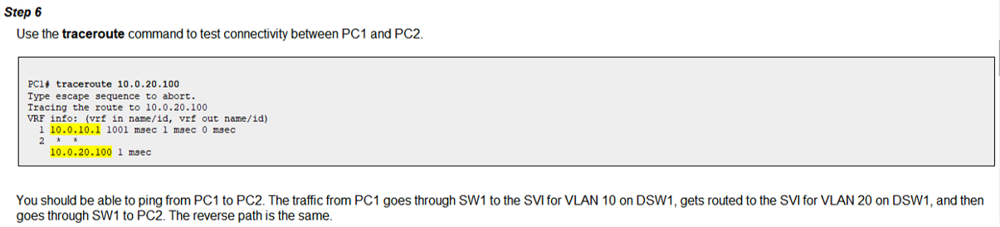 Step 6
Use the traceroute command to test connectivity between PC1 and PC2.
PC1# traceroute 10.0.20.100
Type escape sequence to abort.
Tracing the route to 10.0.20.100
VRF info: (vrf in name/id, vrf out name/id)
1 10.0.10.1 1001 msec 1 msec 0 msec
2 * *
10.0.20.100 1 msec
You should be able to ping from PC1 to PC2. The traffic from PC1 goes through SW1 to the SVI for VLAN 10 on DSW1, gets routed to the SVI for VLAN 20 on DSW1, and then
goes through SW1 to PC2. The reverse path is the same.